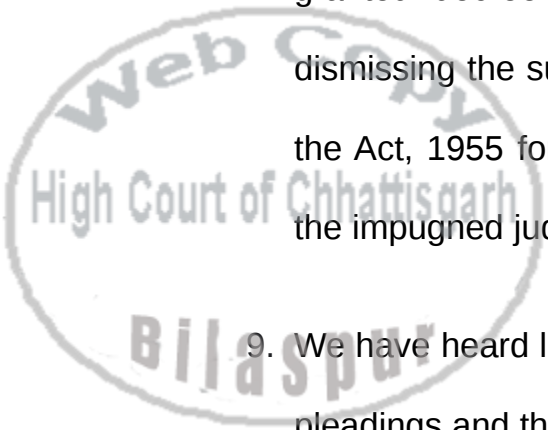 Web Copy
dismissing the su
the Act, 1955 fo
High Court of Chhattisgarh
the impugned jud
Bilaspur
9. We have heard l
pleadings and th